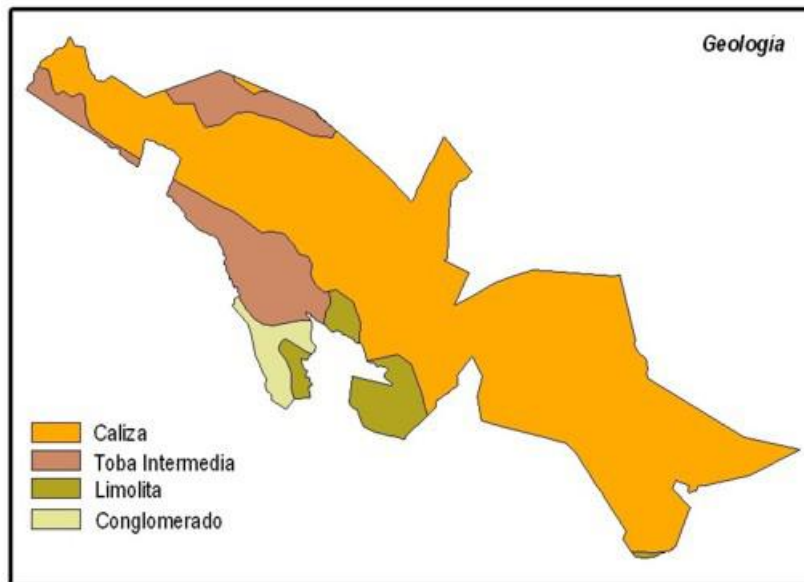 Geología
Caliza
Toba Intermedia
Limolita
Conglomerado